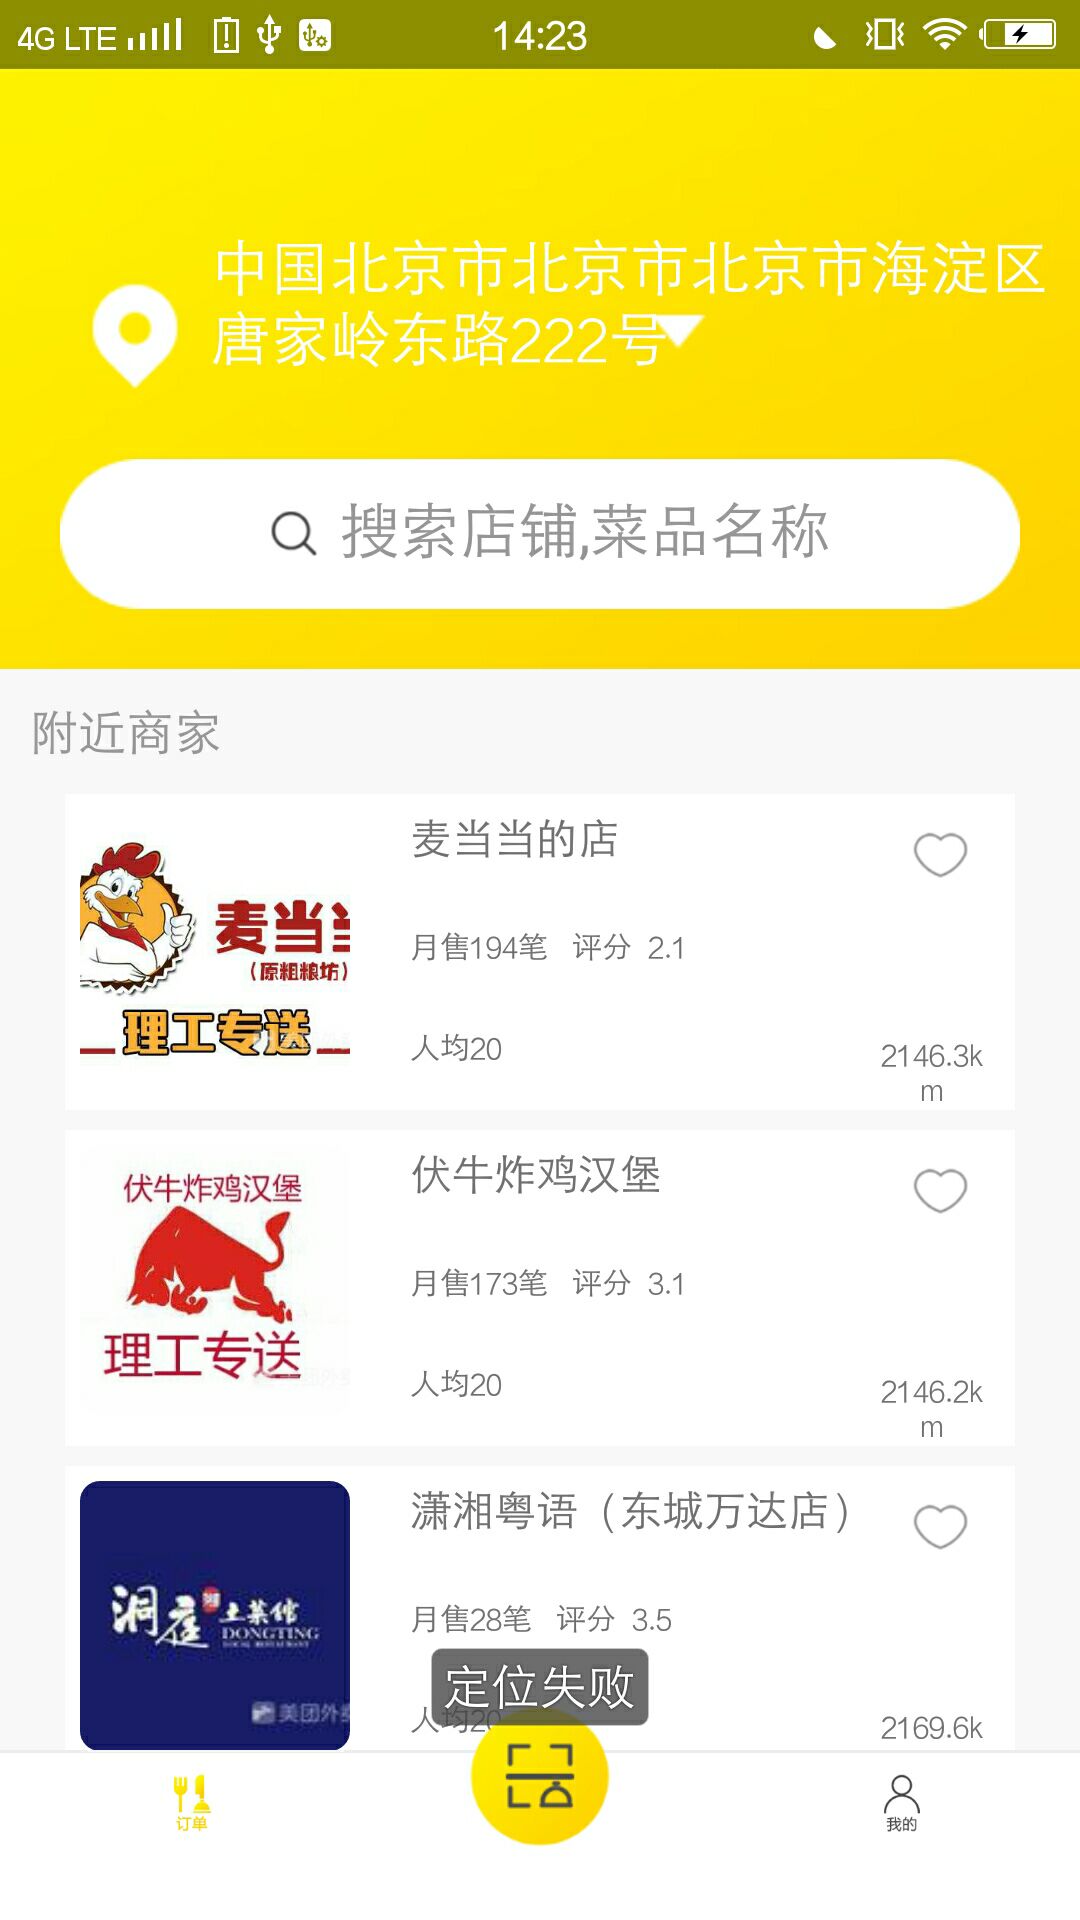 4G LTE 14:23
中国北京市北京市北京市海淀区
唐家岭东路222号
搜索店铺,菜品名称
附近商家
麦当当的店
麦当当
(原粗粮坊)
理工专送
月售194笔 评分 2.1
人均20
2146.3k
m
伏牛炸鸡汉堡
伏牛炸鸡汉堡
理工专送
月售173笔 评分 3.1
人均20
2146.2k
m
潇湘粤语（东城万达店）
洞庭土菜馆
DONGTING
LOCAL RESTAURANT
美团外卖
月售28笔 评分 3.5
定位失败
人均20
2169.6k
订单
我的